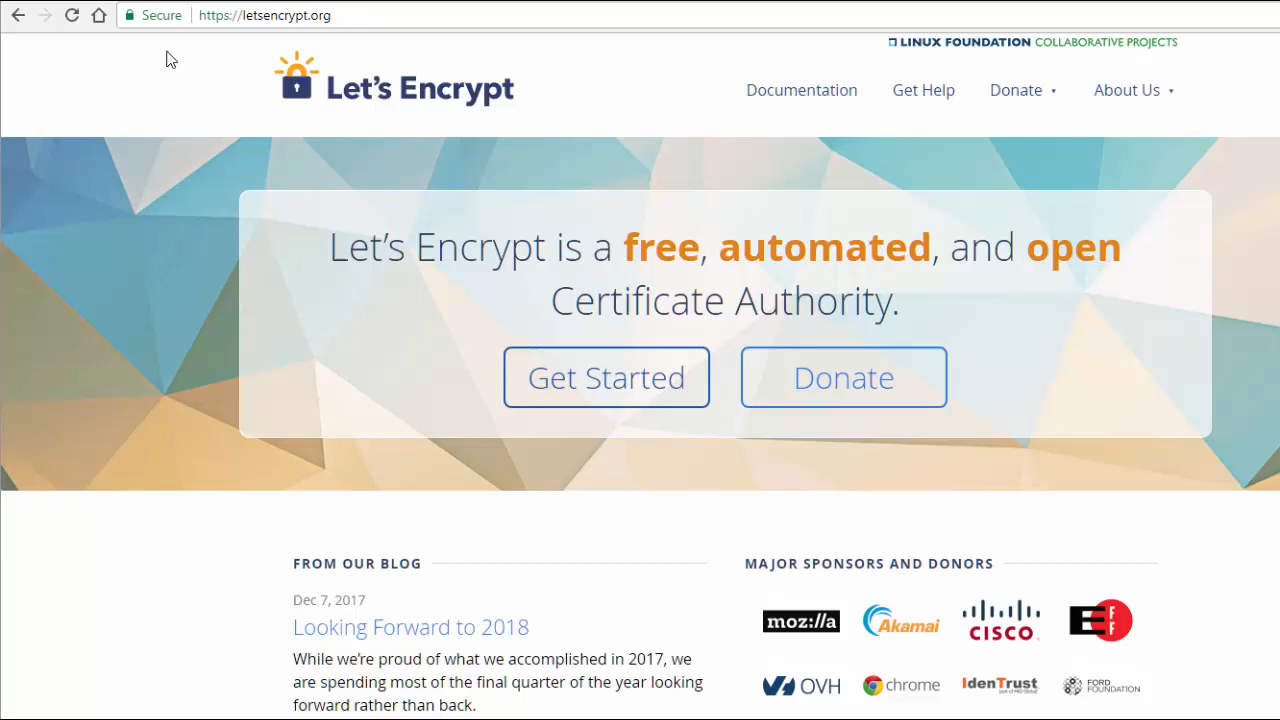 Secure https://letsencrypt.org
LINUX FOUNDATION COLLABORATIVE PROJECTS
Let's Encrypt
Documentation Get Help Donate About Us
Let's Encrypt is a free, automated, and open
Certificate Authority.
Get Started Donate
FROM OUR BLOG
Dec 7, 2017
Looking Forward to 2018
While we're proud of what we accomplished in 2017, we
are spending most of the final quarter of the year looking
forward rather than back.
MAJOR SPONSORS AND DONORS
moz://a Akamai CISCO EFF
OVH chrome IdenTrust FORD FOUNDATION